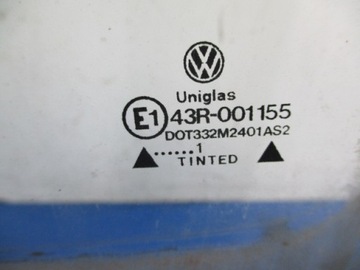 Uniglas
E1 43R-001155
DOT332M2401AS2
......1
TINTED